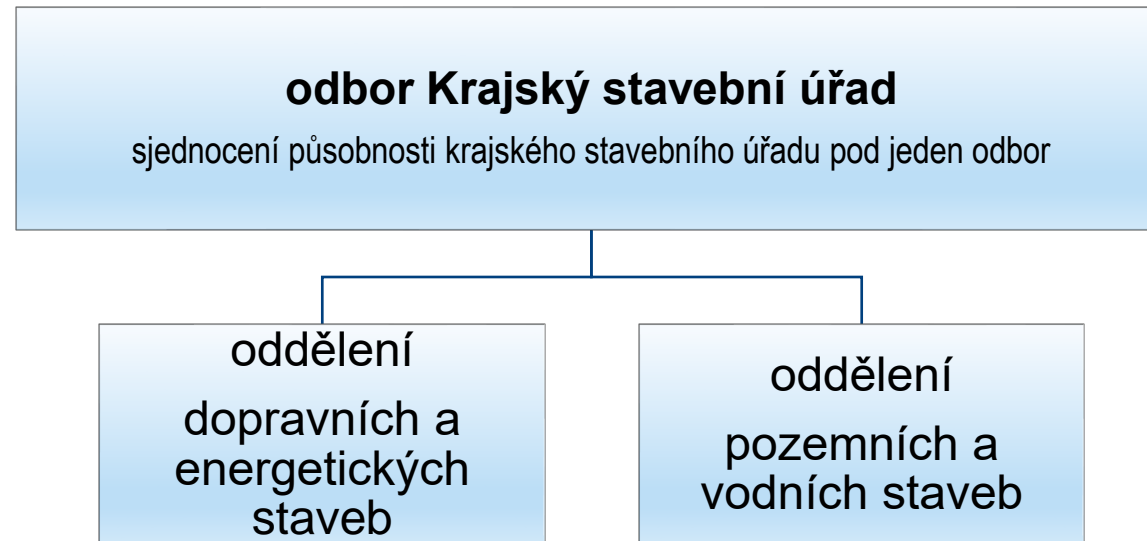 odbor Krajský stavební úřad
sjednocení působnosti krajského stavebního úřadu pod jeden odbor
oddělení
dopravních a
energetických
staveb
oddělení
pozemních a
vodních staveb